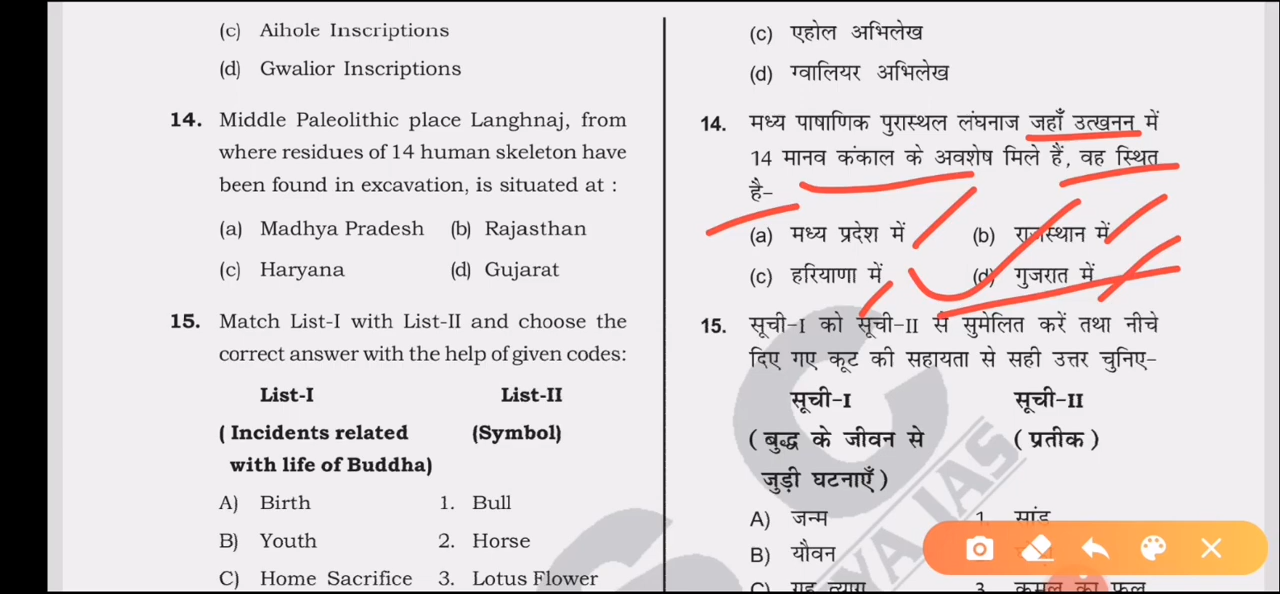 (c) Aihole Inscriptions
(d) Gwalior Inscriptions
14. Middle Paleolithic place Langhnaj, from
where residues of 14 human skeleton have
been found in excavation, is situated at :
(a) Madhya Pradesh (b) Rajasthan
(c) Haryana (d) Gujarat
15. Match List-I with List-II and choose the
correct answer with the help of given codes:
List-I List-II
( Incidents related (Symbol)
with life of Buddha)
A) Birth 1. Bull
B) Youth 2. Horse
C) Home Sacrifice 3. Lotus Flower
(c) एहोल अभिलेख
(d) ग्वालियर अभिलेख
14. मध्य पाषाणिक पुरास्थल लंघनाज जहाँ उत्खनन में
14 मानव कंकाल के अवशेष मिले हैं, वह स्थित
है–
(a) मध्य प्रदेश में (b) राजस्थान में
(c) हरियाणा में (d) गुजरात में
15. सूची-I को सूची-II से सुमेलित करें तथा नीचे
दिए गए कूट की सहायता से सही उत्तर चुनिए–
सूची-I सूची-II
( बुद्ध के जीवन से ( प्रतीक )
जुड़ी घटनाएँ )
A) जन्म 1. सांड
B) यौवन
C) गृह त्याग 3. कमल का फूल